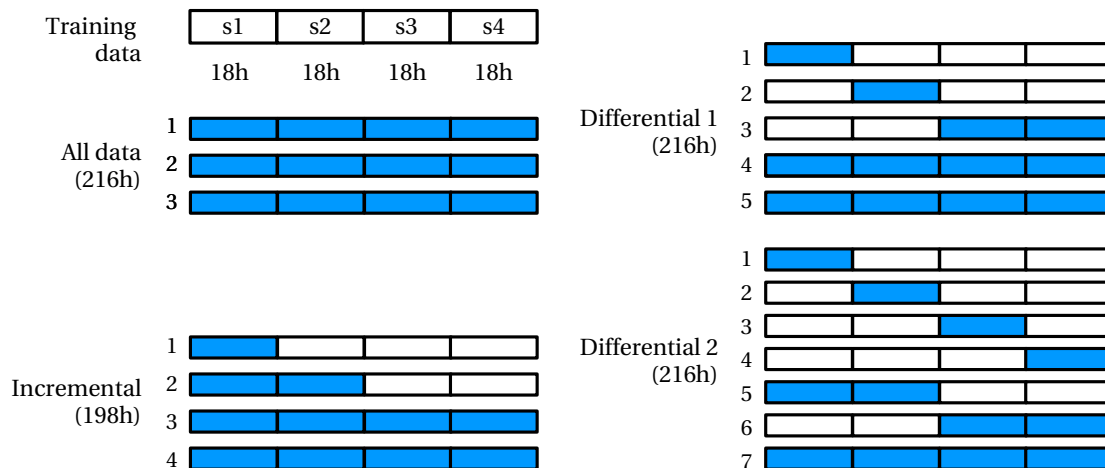 Training
data
s1 s2 s3 s4
18h 18h 18h 18h
All data
(216h)
1
2
3
Incremental
(198h)
1
2
3
4
Differential 1
(216h)
1
2
3
4
5
Differential 2
(216h)
1
2
3
4
5
6
7